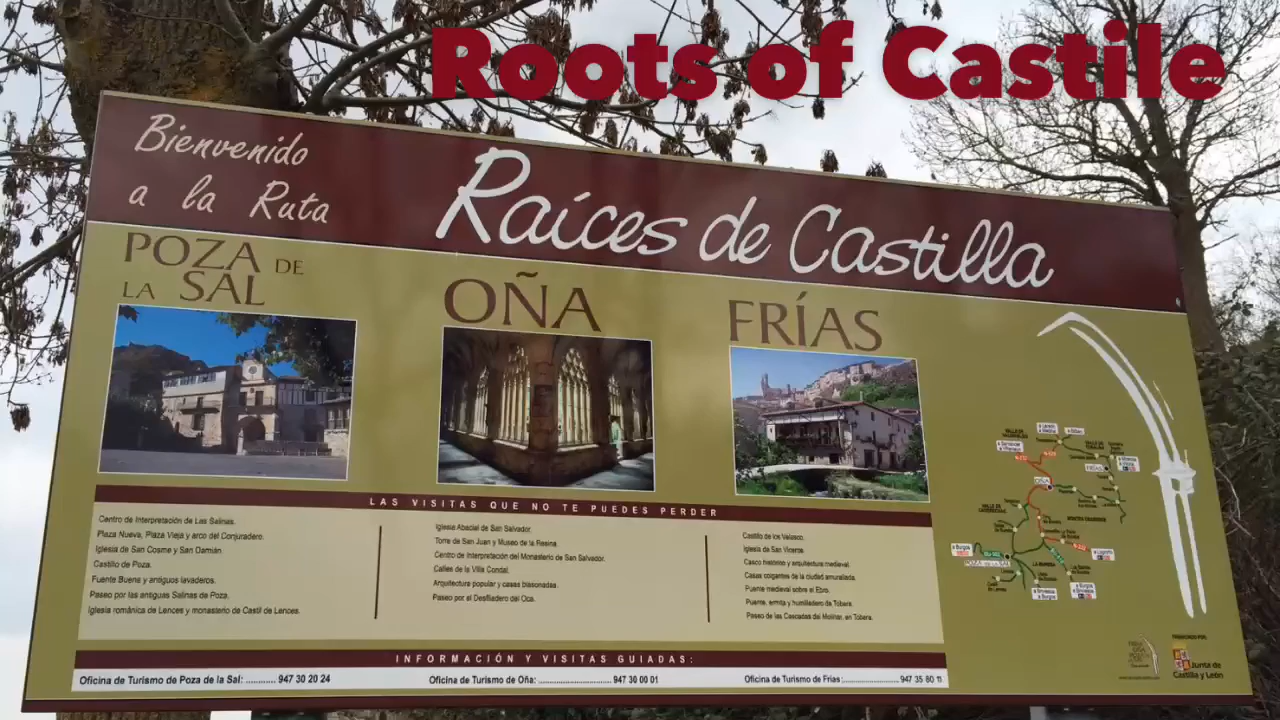 Roots of Castile
Bienvenido
a la Ruta
Raíces de Castilla
POZA DE
LA SAL
OÑA
FRÍAS
LAS VISITAS QUE NO TE PUEDES PERDER
Centro de Interpretación de Las Salinas.
Plaza Nueva, Plaza Vieja y arco del Conjuradero.
Iglesia de San Cosme y San Damián.
Castillo de Poza.
Fuente Buena y antiguos lavaderos.
Paseo por las antiguas Salinas de Poza.
Iglesia románica de Lences y monasterio de Castil de Lences.
Iglesia Abacial de San Salvador.
Torre de San Juan y Museo de la Resina.
Centro de Interpretación del Monasterio de San Salvador.
Calles de la Villa Condal.
Arquitectura popular y casas blasonadas.
Paseo por el Desfiladero del Oca.
Castillo de los Velasco.
Iglesia de San Vicente.
Casco histórico y arquitectura medieval.
Casas colgantes de la ciudad amurallada.
Puente medieval sobre el Ebro.
Puente, ermita y humilladero de Tobera.
Paseo de las Cascadas del Molinar, en Tobera.
FRÍAS
OÑA
POZA DE LA SAL
INFORMACIÓN Y VISITAS GUIADAS:
Oficina de Turismo de Poza de la Sal: ............ 947 30 20 24
Oficina de Turismo de Oña: ......................... 947 30 00 01
Oficina de Turismo de Frías:........................ 947 35 80 11
Junta de
Castilla y León